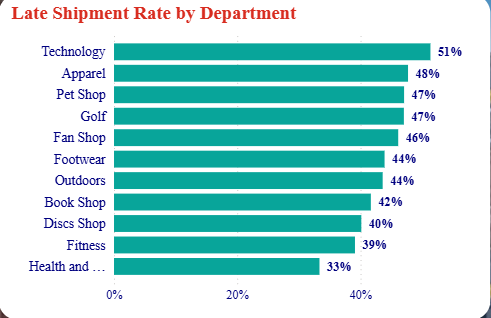 Late Shipment Rate by Department
Technology 51%
Apparel 48%
Pet Shop 47%
Golf 47%
Fan Shop 46%
Footwear 44%
Outdoors 44%
Book Shop 42%
Discs Shop 40%
Fitness 39%
Health and ... 33%
0% 20% 40%